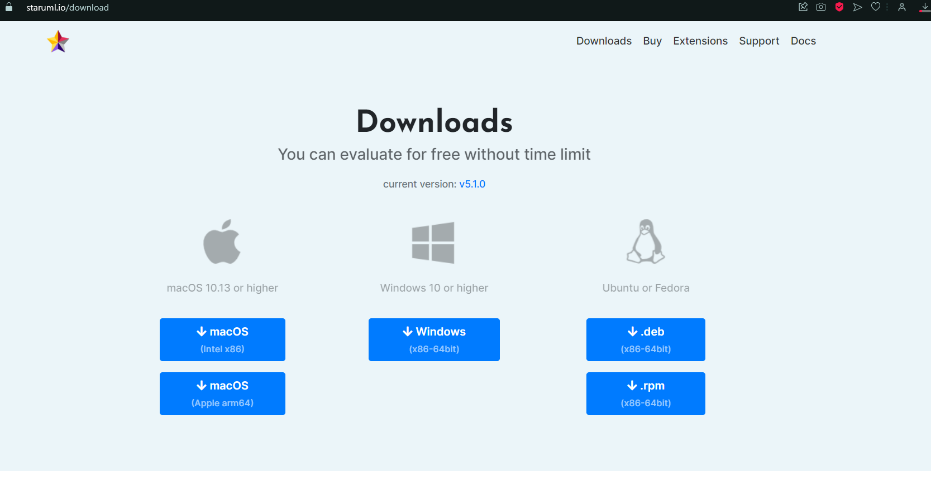 staruml.io/download
Downloads Buy Extensions Support Docs
Downloads
You can evaluate for free without time limit
current version: v5.1.0
macOS 10.13 or higher
Windows 10 or higher
Ubuntu or Fedora
macOS
(Intel x86)
Windows
(x86-64bit)
.deb
(x86-64bit)
macOS
(Apple arm64)
.rpm
(x86-64bit)